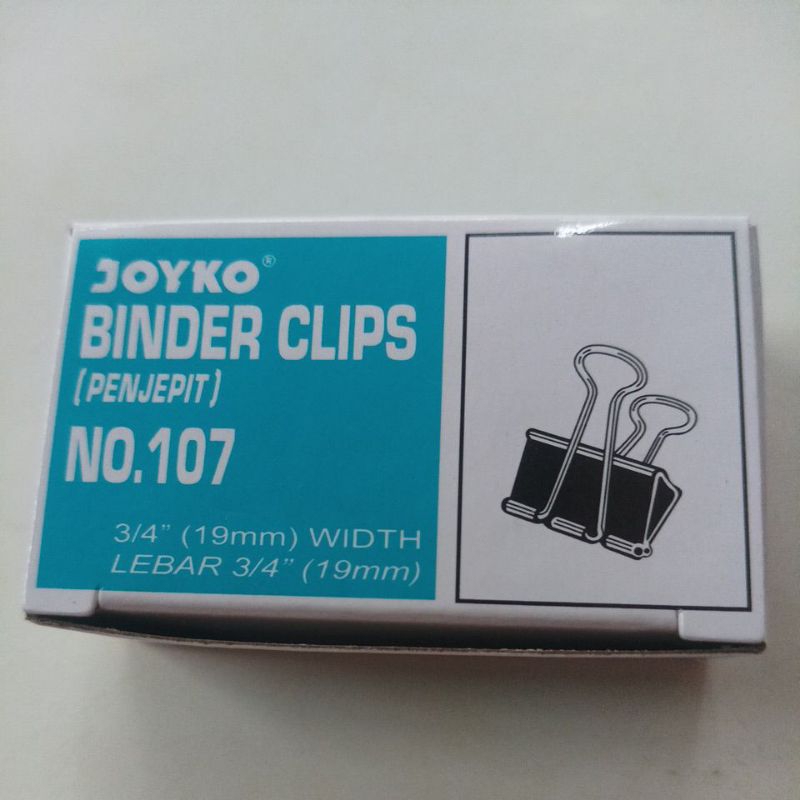 JOYKO®
BINDER CLIPS
(PENJEPIT)
NO.107
3/4" (19mm) WIDTH
LEBAR 3/4" (19mm)